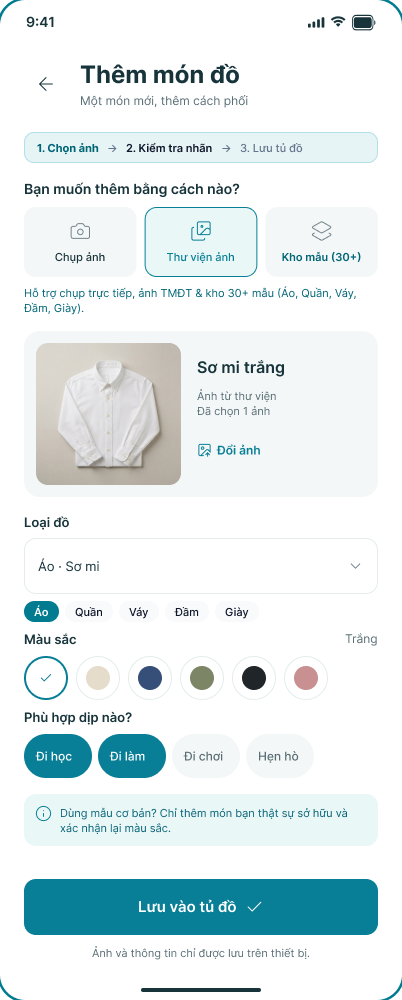 9:41
Thêm món đồ
Một món mới, thêm cách phối
1. Chọn ảnh → 2. Kiểm tra nhãn → 3. Lưu tủ đồ
Bạn muốn thêm bằng cách nào?
Chụp ảnh
Thư viện ảnh
Kho mẫu (30+)
Hỗ trợ chụp trực tiếp, ảnh TMĐT & kho 30+ mẫu (Áo, Quần, Váy,
Đầm, Giày).
Sơ mi trắng
Ảnh từ thư viện
Đã chọn 1 ảnh
Đổi ảnh
Loại đồ
Áo · Sơ mi
Áo Quần Váy Đầm Giày
Màu sắc Trắng
Phù hợp dịp nào?
Đi học Đi làm Đi chơi Hẹn hò
Dùng mẫu cơ bản? Chỉ thêm món bạn thật sự sở hữu và
xác nhận lại màu sắc.
Lưu vào tủ đồ
Ảnh và thông tin chỉ được lưu trên thiết bị.